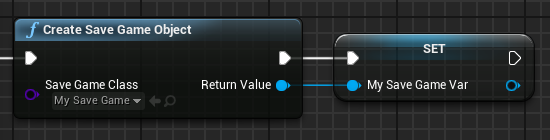 f Create Save Game Object
SET
Save Game Class
Return Value
My Save Game Var
My Save Game